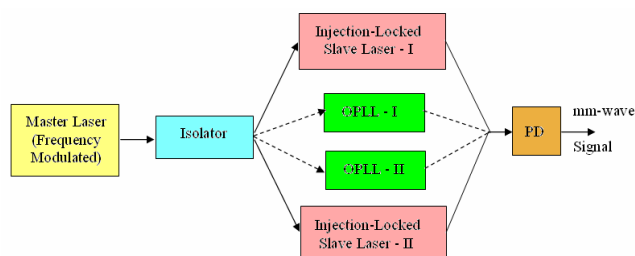 Injection-Locked
Slave Laser - I
Master Laser
(Frequency
Modulated)
Isolator
OPLL - I
OPLL - II
PD
mm-wave
Signal
Injection-Locked
Slave Laser - II